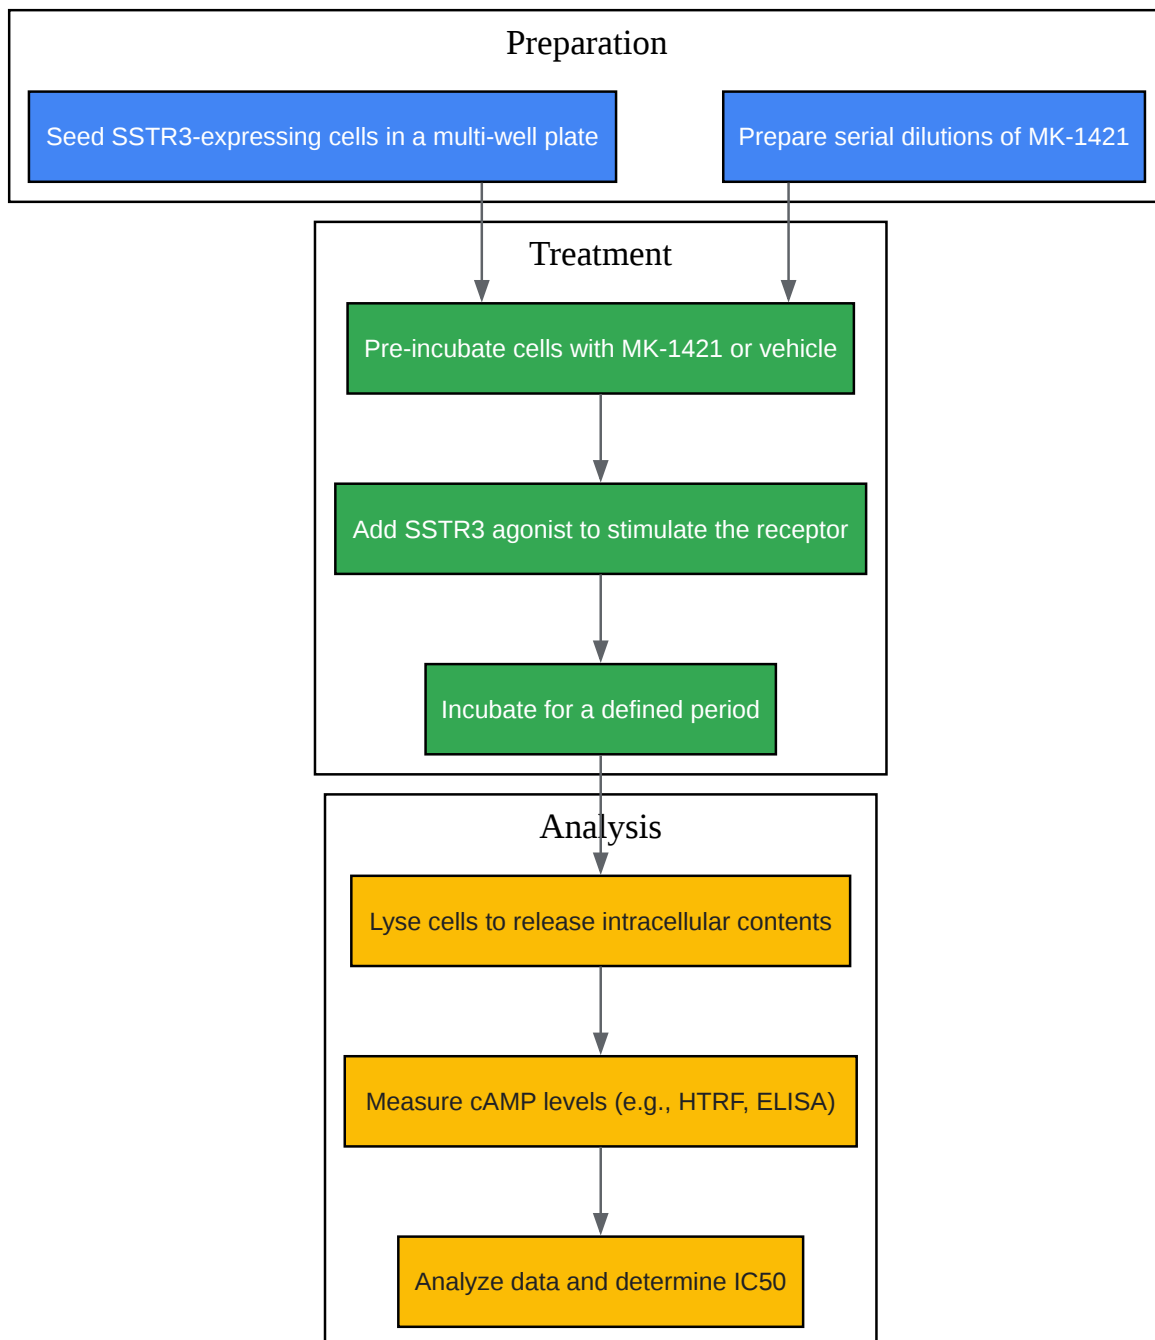 Preparation
Seed SSTR3-expressing cells in a multi-well plate
Prepare serial dilutions of MK-1421
Treatment
Pre-incubate cells with MK-1421 or vehicle
Add SSTR3 agonist to stimulate the receptor
Incubate for a defined period
Analysis
Lyse cells to release intracellular contents
Measure cAMP levels (e.g., HTRF, ELISA)
Analyze data and determine IC50